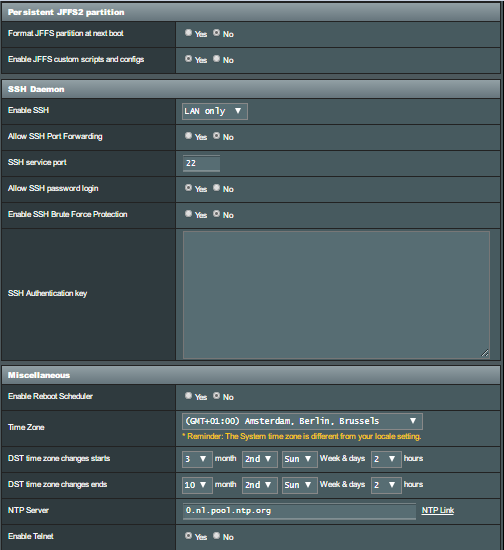 Persistent JFFS2 partition
Format JFFS partition at next boot Yes No
Enable JFFS custom scripts and configs Yes No
SSH Daemon
Enable SSH LAN only
Allow SSH Port Forwarding Yes No
SSH service port 22
Allow SSH password login Yes No
Enable SSH Brute Force Protection Yes No
SSH Authentication key
Miscellaneous
Enable Reboot Scheduler Yes No
Time Zone (GMT+01:00) Amsterdam, Berlin, Brussels
* Reminder: The System time zone is different from your locale setting.
DST time zone changes starts 3 month 2nd Sun Week & days 2 hours
DST time zone changes ends 10 month 2nd Sun Week & days 2 hours
NTP Server 0.nl.pool.ntp.org NTP Link
Enable Telnet Yes No